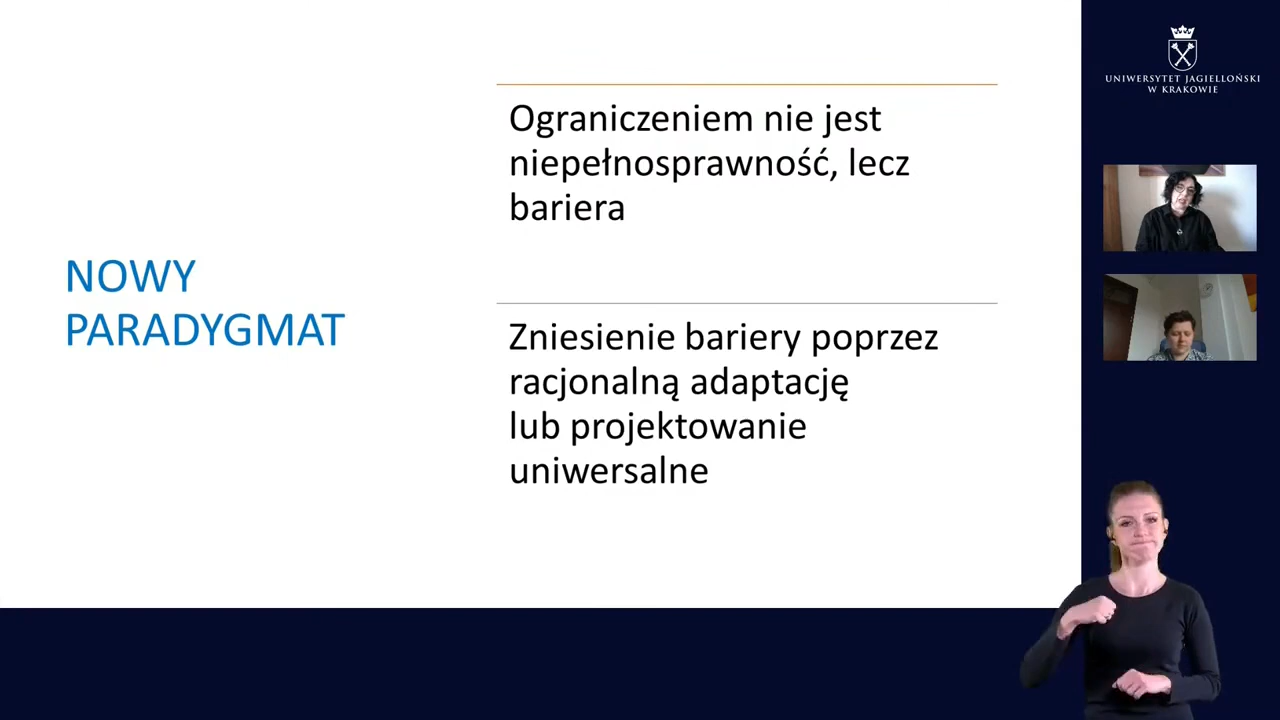 NOWY
PARADYGMAT
Ograniczeniem nie jest
niepełnosprawność, lecz
bariera
Zniesienie bariery poprzez
racjonalną adaptację
lub projektowanie
uniwersalne
UNIWERSYTET JAGIELLOŃSKI
W KRAKOWIE